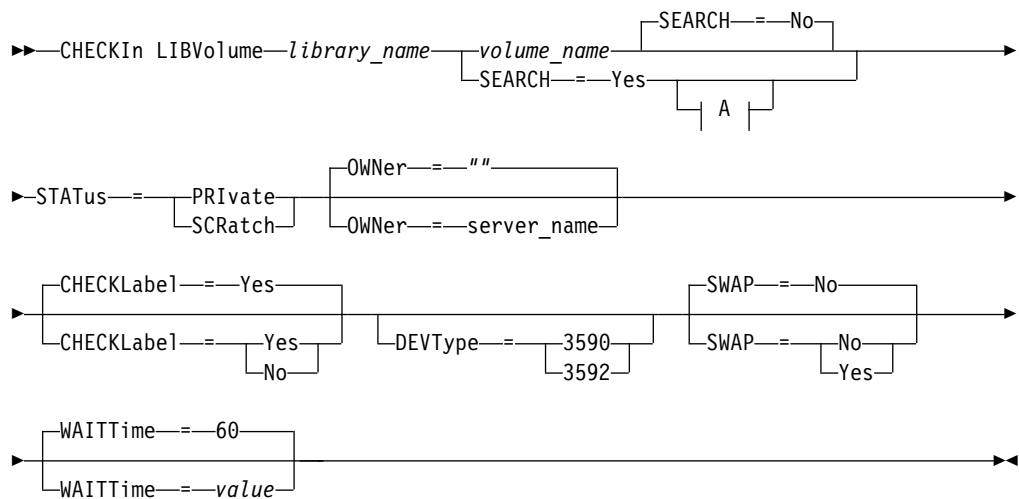 SEARCH = No
CHECKIn LIBVolume library_name volume_name
SEARCH = Yes
A
OWNer = ""
STATus = PRIvate
SCRatch OWNer = server_name
CHECKLabel = Yes SWAP = No
CHECKLabel = Yes DEVType = 3590 SWAP = No
No 3592 Yes
WAITTime = 60
WAITTime = value